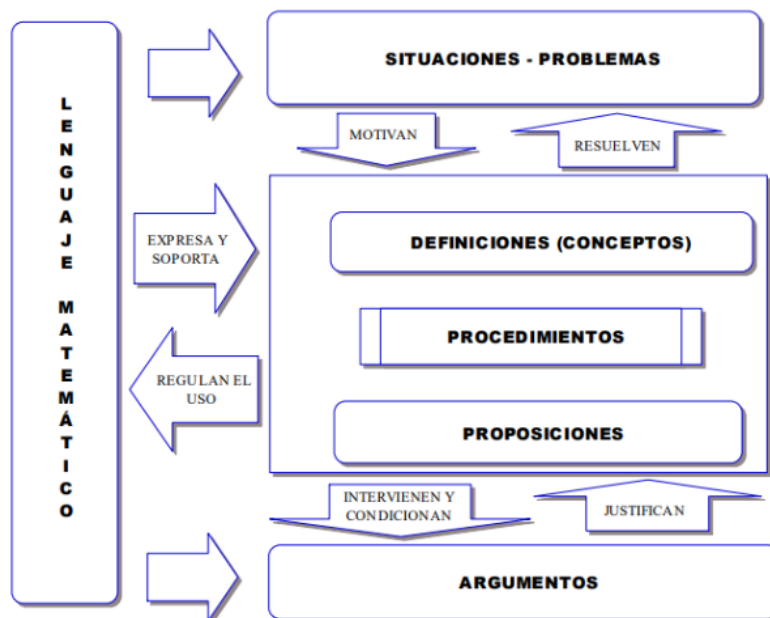 LENGUAJE MATEMÁTICO
SITUACIONES - PROBLEMAS
MOTIVAN
RESUELVEN
EXPRESA Y
SOPORTA
DEFINICIONES (CONCEPTOS)
PROCEDIMIENTOS
REGULAN EL
USO
PROPOSICIONES
INTERVIENEN Y
CONDICIONAN
JUSTIFICAN
ARGUMENTOS